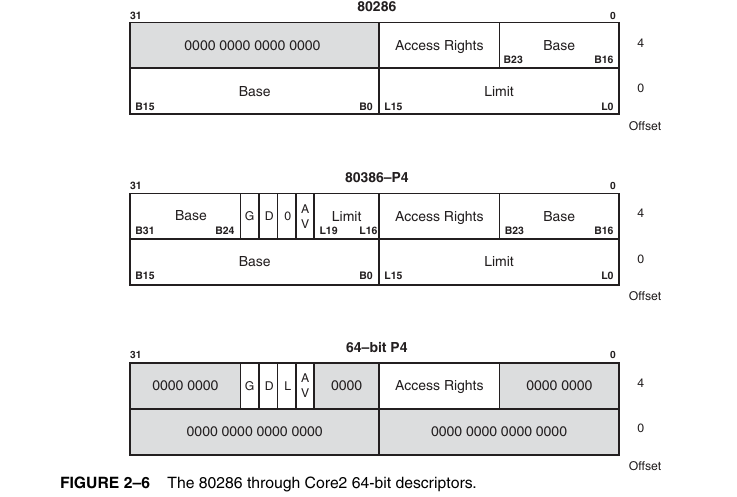 80286
31 0
0000 0000 0000 0000 Access Rights Base B23 B16 4
Base B15 B0 Limit L15 L0 0
Offset
80386–P4
31 0
Base B31 B24 G D 0 A V Limit L19 L16 Access Rights Base B23 B16 4
Base B15 B0 Limit L15 L0 0
Offset
64–bit P4
31 0
0000 0000 G D L A V 0000 Access Rights 0000 0000 4
0000 0000 0000 0000 0000 0000 0000 0000 0
Offset
FIGURE 2–6 The 80286 through Core2 64-bit descriptors.